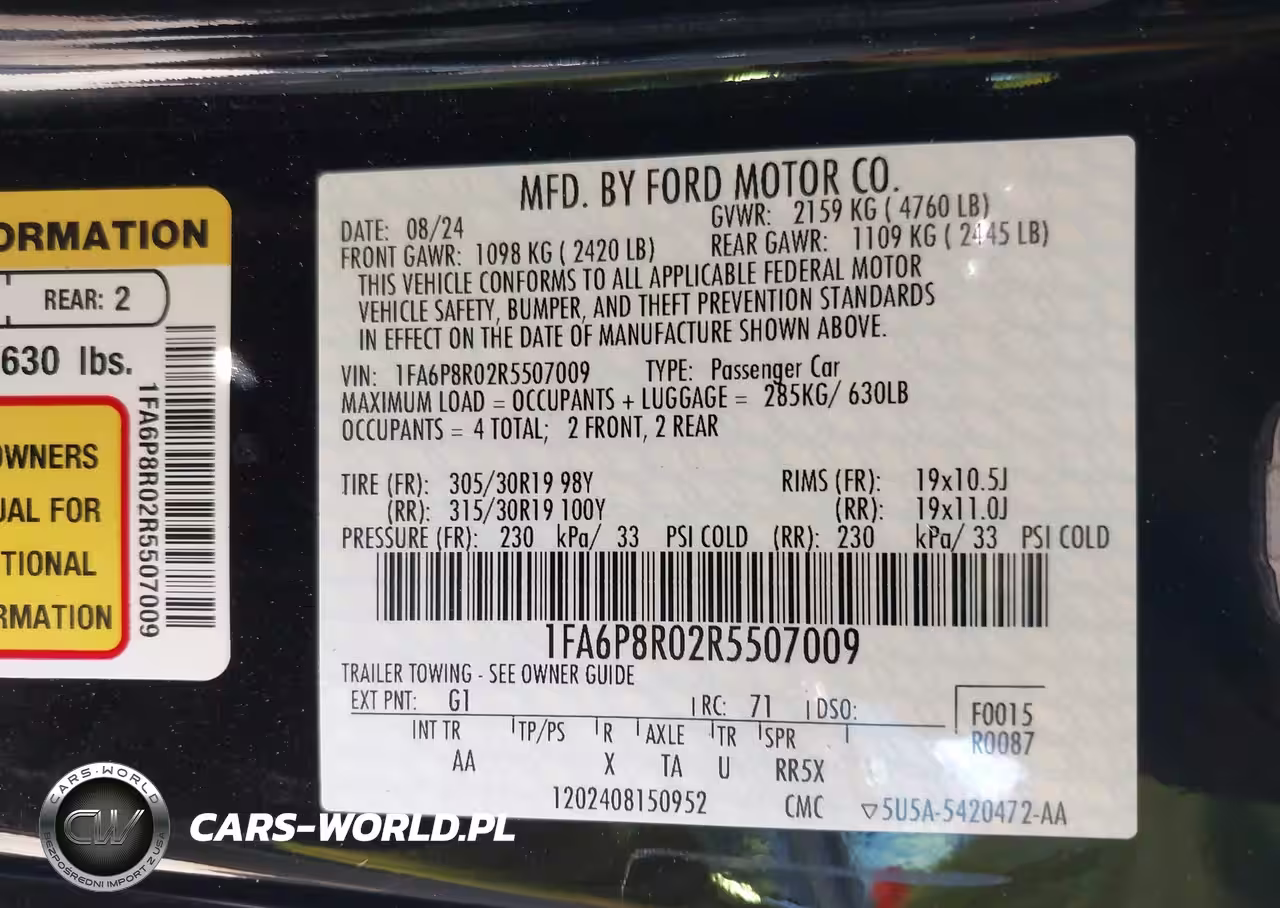 ORMATION
REAR: 2
630 lbs.
OWNERS
UAL FOR
TIONAL
RMATION
1FA6P8R02R5507009
MFD. BY FORD MOTOR CO.
DATE: 08/24 GVWR: 2159 KG ( 4760 LB)
FRONT GAWR: 1098 KG ( 2420 LB) REAR GAWR: 1109 KG ( 2445 LB)
THIS VEHICLE CONFORMS TO ALL APPLICABLE FEDERAL MOTOR
VEHICLE SAFETY, BUMPER, AND THEFT PREVENTION STANDARDS
IN EFFECT ON THE DATE OF MANUFACTURE SHOWN ABOVE.
VIN: 1FA6P8R02R5507009 TYPE: Passenger Car
MAXIMUM LOAD = OCCUPANTS + LUGGAGE = 285KG/ 630LB
OCCUPANTS = 4 TOTAL; 2 FRONT, 2 REAR
TIRE (FR): 305/30R19 98Y RIMS (FR): 19x10.5J
(RR): 315/30R19 100Y (RR): 19x11.0J
PRESSURE (FR): 230 kPa/ 33 PSI COLD (RR): 230 kPa/ 33 PSI COLD
1FA6P8R02R5507009
TRAILER TOWING - SEE OWNER GUIDE
EXT PNT: G1 RC: 71 DSO: F0015
INT TR TP/PS R AXLE TR SPR R0087
AA X TA U RR5X
1202408150952 CMC ▽5U5A-5420472-AA
CARS-WORLD
CW
BEZPOŚREDNI IMPORT Z USA
CARS-WORLD.PL